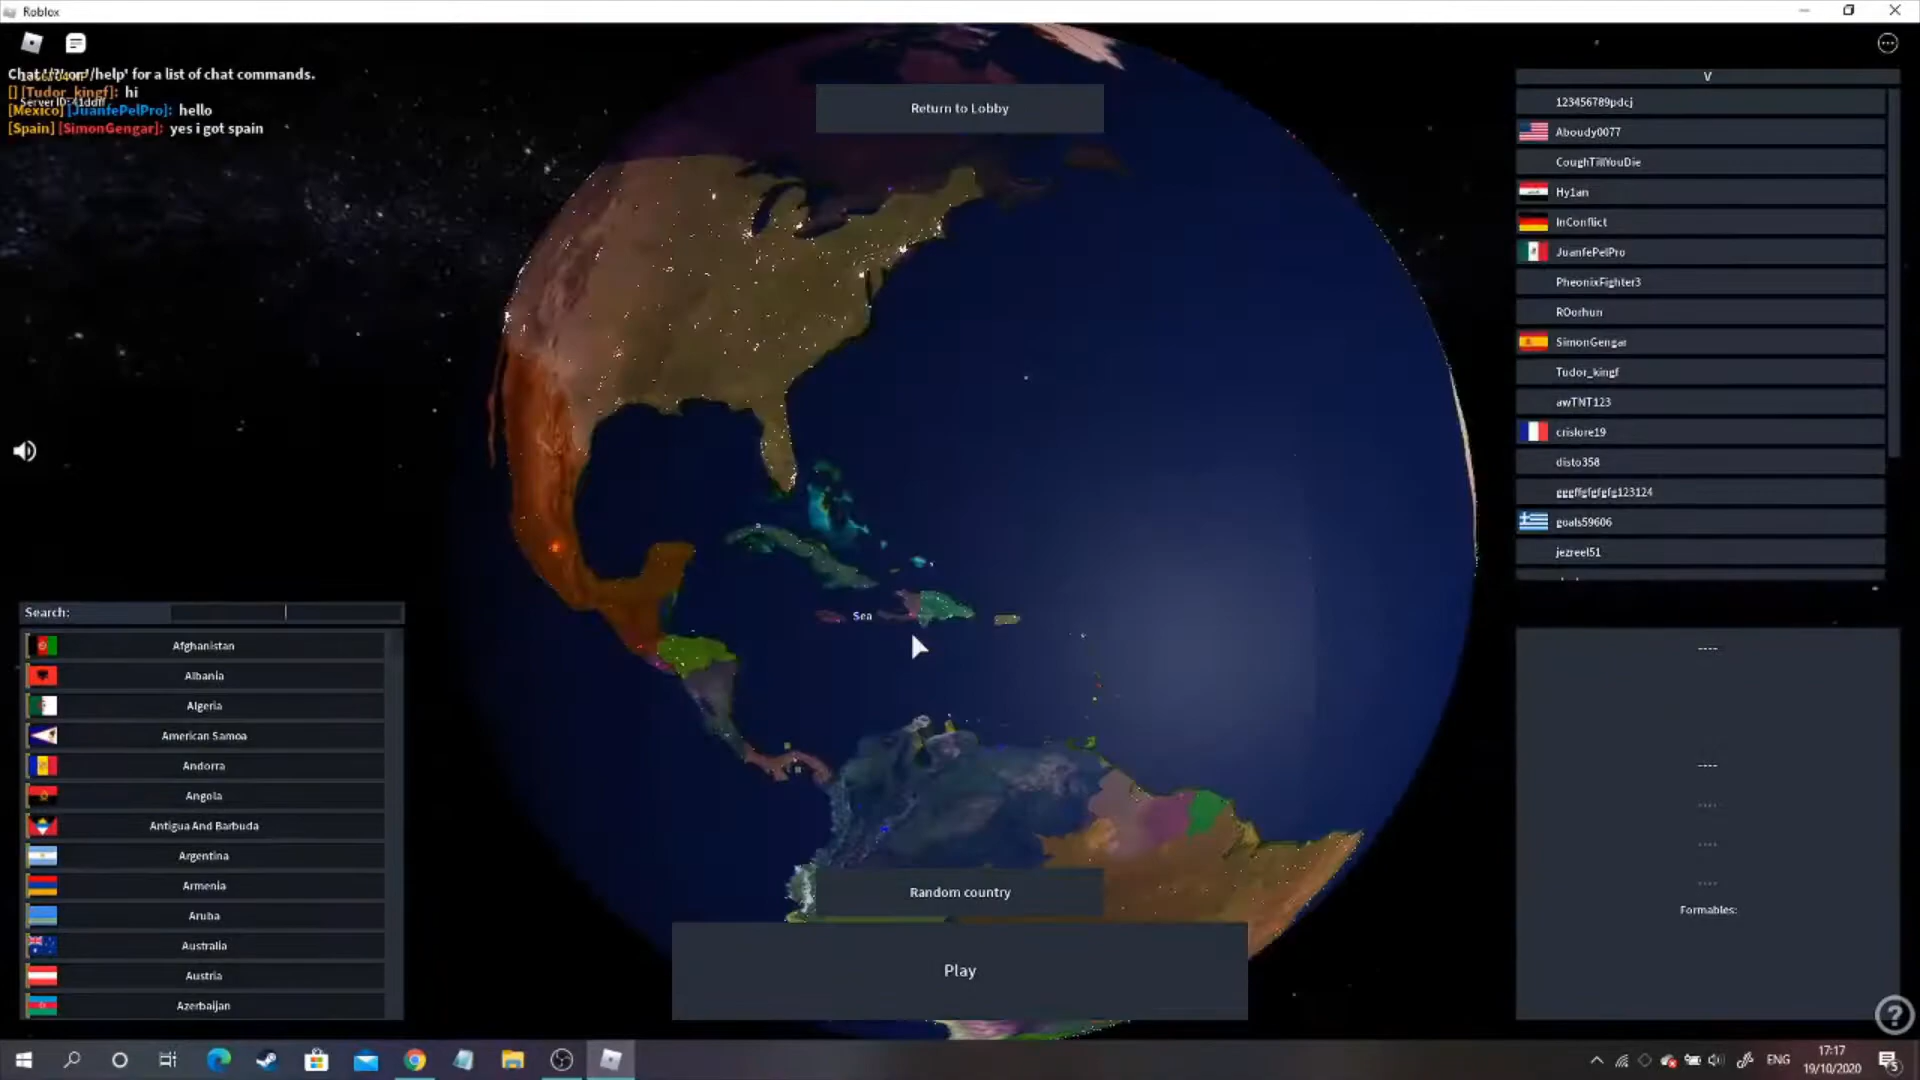 Roblox
Chat '/?' or '/help' for a list of chat commands.
[] [Tudor_kingf]: hi
[Mexico] [JuanfePelPro]: hello
[Spain] [SimonGengar]: yes i got spain
Return to Lobby
V
123456789pdcj
Aboudy0077
CoughTillYouDie
Hy1an
InConflict
JuanfePelPro
PheonixFighter3
ROorhun
SimonGengar
Tudor_kingf
awTNT123
crislore19
disto358
gggffgfgfgfg123124
goals59606
jezreel51
Sea
Search:
Afghanistan
Albania
Algeria
American Samoa
Andorra
Angola
Antigua And Barbuda
Argentina
Armenia
Aruba
Australia
Austria
Azerbaijan
Random country
Play
----
----
----
----
----
Formables:
?
ENG
17:17
19/10/2020
5